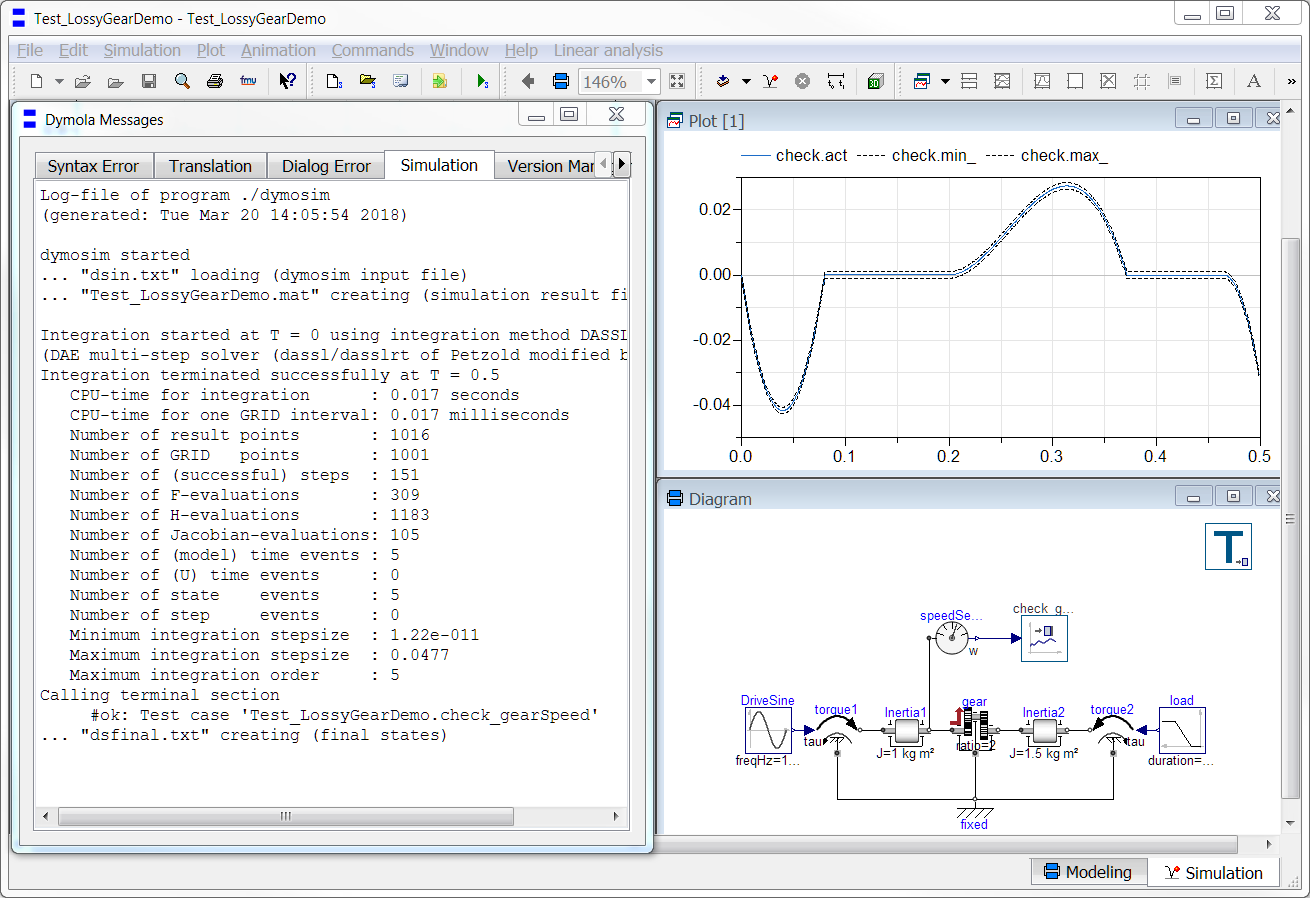 Test_LossyGearDemo - Test_LossyGearDemo
File Edit Simulation Plot Animation Commands Window Help Linear analysis
fmu 146% 3D Σ A »
Dymola Messages
Syntax Error Translation Dialog Error Simulation Version Mar
Log-file of program ./dymosim
(generated: Tue Mar 20 14:05:54 2018)
dymosim started
... "dsin.txt" loading (dymosim input file)
... "Test_LossyGearDemo.mat" creating (simulation result fi
Integration started at T = 0 using integration method DASSL
(DAE multi-step solver (dassl/dasslrt of Petzold modified b
Integration terminated successfully at T = 0.5
CPU-time for integration : 0.017 seconds
CPU-time for one GRID interval: 0.017 milliseconds
Number of result points : 1016
Number of GRID points : 1001
Number of (successful) steps : 151
Number of F-evaluations : 309
Number of H-evaluations : 1183
Number of Jacobian-evaluations: 105
Number of (model) time events : 5
Number of (U) time events : 0
Number of state events : 5
Number of step events : 0
Minimum integration stepsize : 1.22e-011
Maximum integration stepsize : 0.0477
Maximum integration order : 5
Calling terminal section
#ok: Test case 'Test_LossyGearDemo.check_gearSpeed'
... "dsfinal.txt" creating (final states)
Plot [1]
check.act check.min_ check.max_
0.02
0.00
-0.02
-0.04
0.0 0.1 0.2 0.3 0.4 0.5
Diagram
T
speedSe...
check_g...
w
DriveSine
torque1
Inertia1
gear
Inertia2
torque2
load
tau
tau
freqHz=1...
J=1 kg m²
ratio=2
J=1.5 kg m²
duration=...
fixed
Modeling Simulation